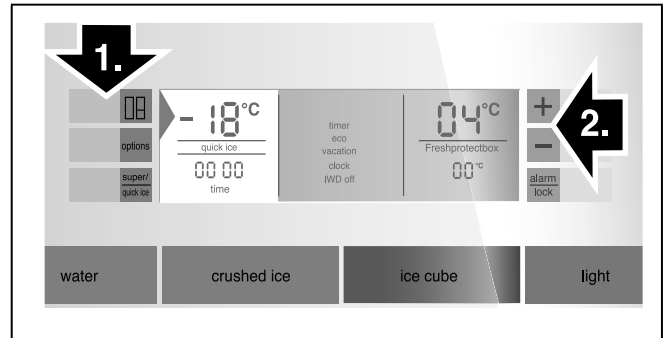 1.
- 18°C
quick ice
00 00
time
timer
eco
vacation
clock
IWD off
04°C
Freshprotectbox
00°C
options
super/
quick ice
+
-
alarm
lock
2.
water
crushed ice
ice cube
light